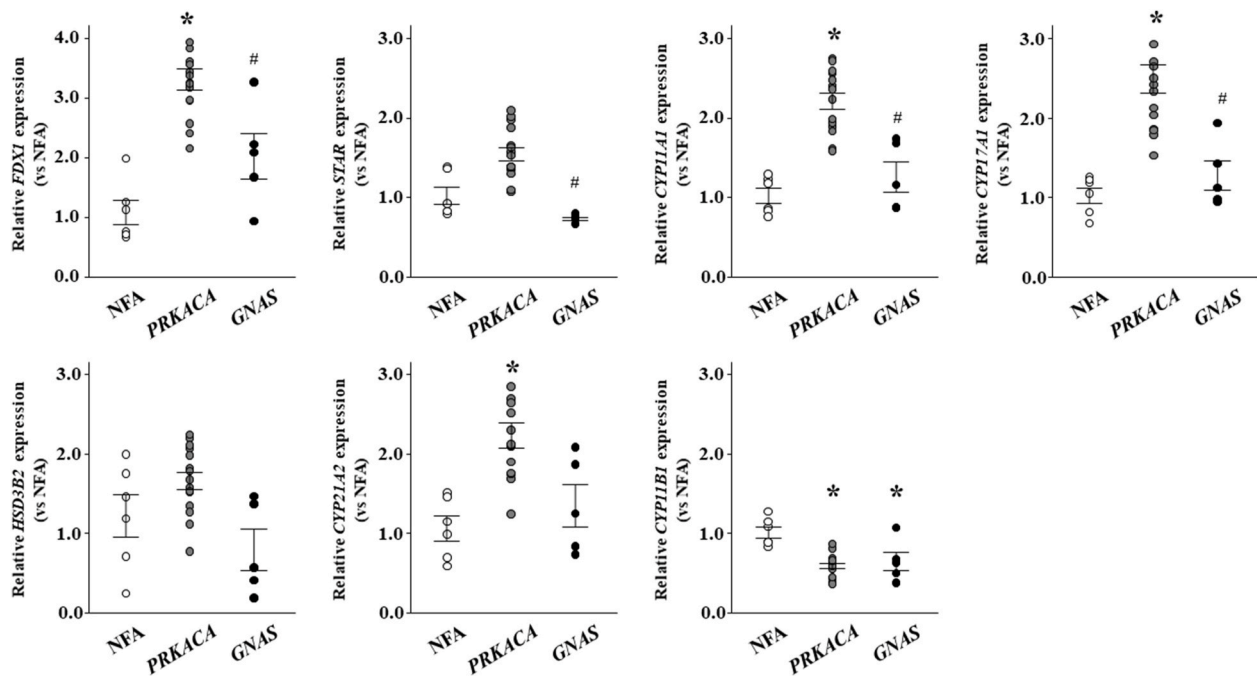 Relative FDX1 expression
(vs NFA)
4.0
3.0
2.0
1.0
0.0
*
#
NFA
PRKACA
GNAS
Relative STAR expression
(vs NFA)
3.0
2.0
1.0
0.0
#
NFA
PRKACA
GNAS
Relative CYP11A1 expression
(vs NFA)
3.0
2.0
1.0
0.0
*
#
NFA
PRKACA
GNAS
Relative CYP17A1 expression
(vs NFA)
3.0
2.0
1.0
0.0
*
#
NFA
PRKACA
GNAS
Relative HSD3B2 expression
(vs NFA)
3.0
2.0
1.0
0.0
NFA
PRKACA
GNAS
Relative CYP21A2 expression
(vs NFA)
3.0
2.0
1.0
0.0
*
NFA
PRKACA
GNAS
Relative CYP11B1 expression
(vs NFA)
3.0
2.0
1.0
0.0
*
*
NFA
PRKACA
GNAS